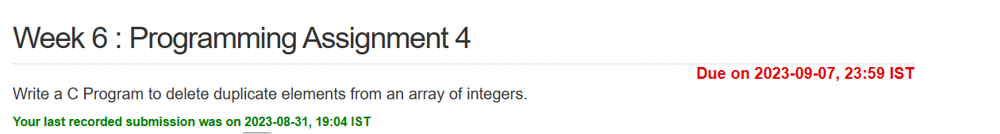 Week 6 : Programming Assignment 4
Due on 2023-09-07, 23:59 IST
Write a C Program to delete duplicate elements from an array of integers.
Your last recorded submission was on 2023-08-31, 19:04 IST